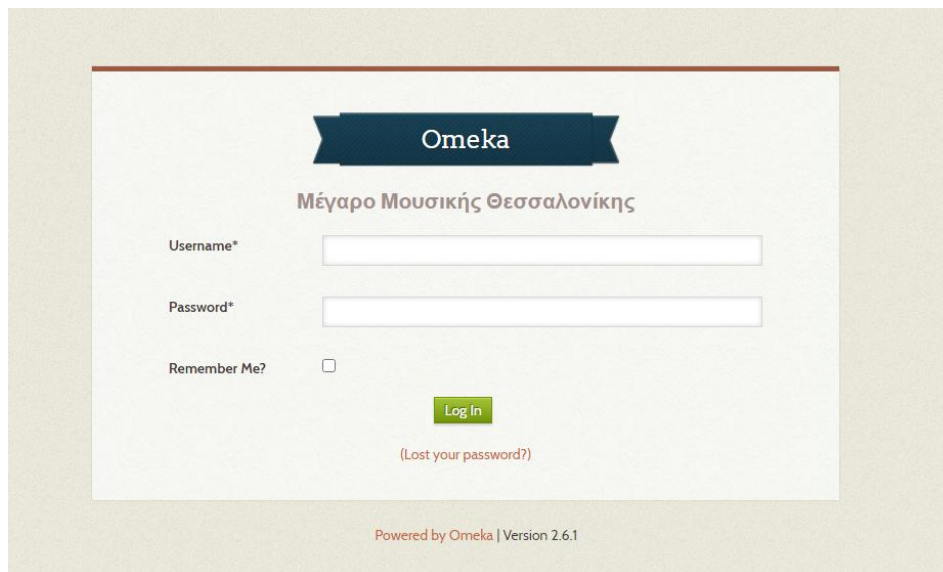 Omeka
Μέγαρο Μουσικής Θεσσαλονίκης
Username*
Password*
Remember Me?
Log In
(Lost your password?)
Powered by Omeka | Version 2.6.1